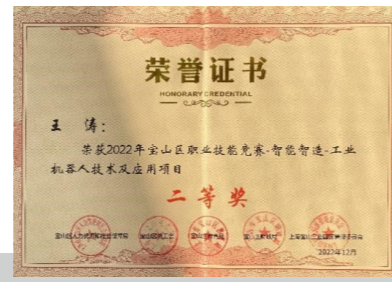 荣誉证书
HONORARY CREDENTIAL
王 涛：
荣获2022年宝山区职业技能竞赛-智能智造-工业
机器人技术及应用项目
二等奖
2022年12月